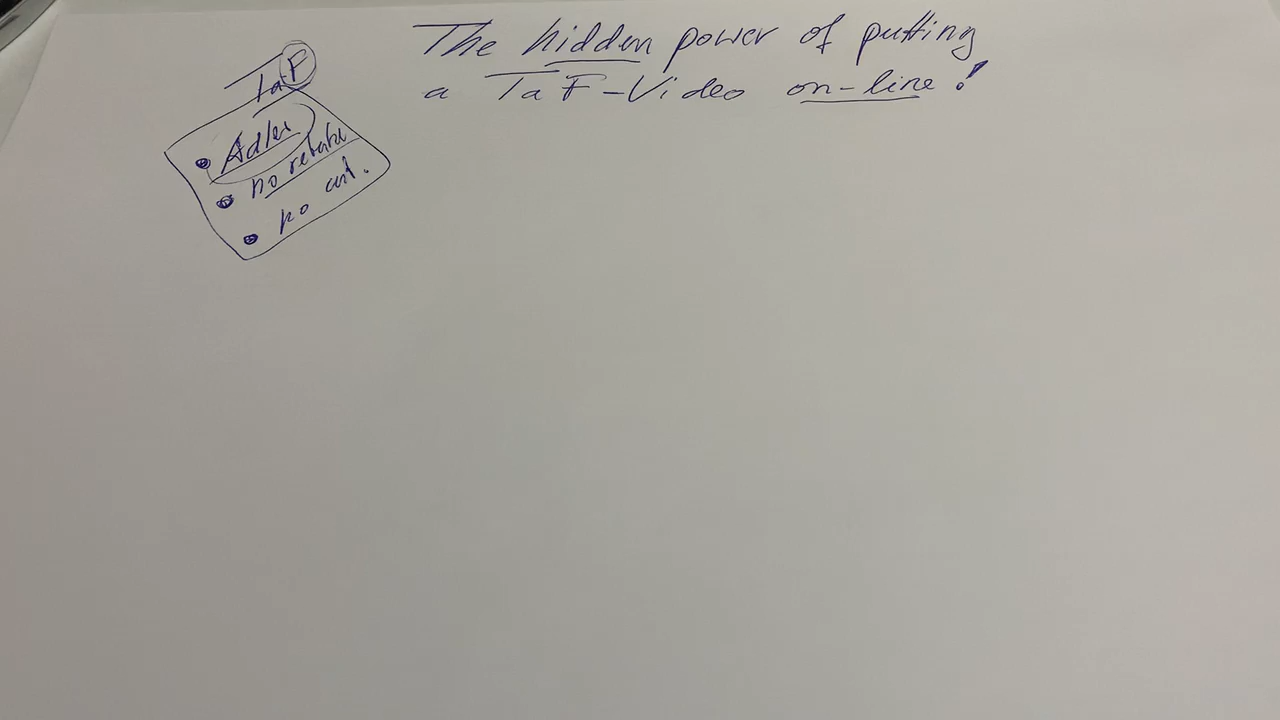 The hidden power of putting
a TaF-Video on-line!
TaF
Adler
no retake
no cut.